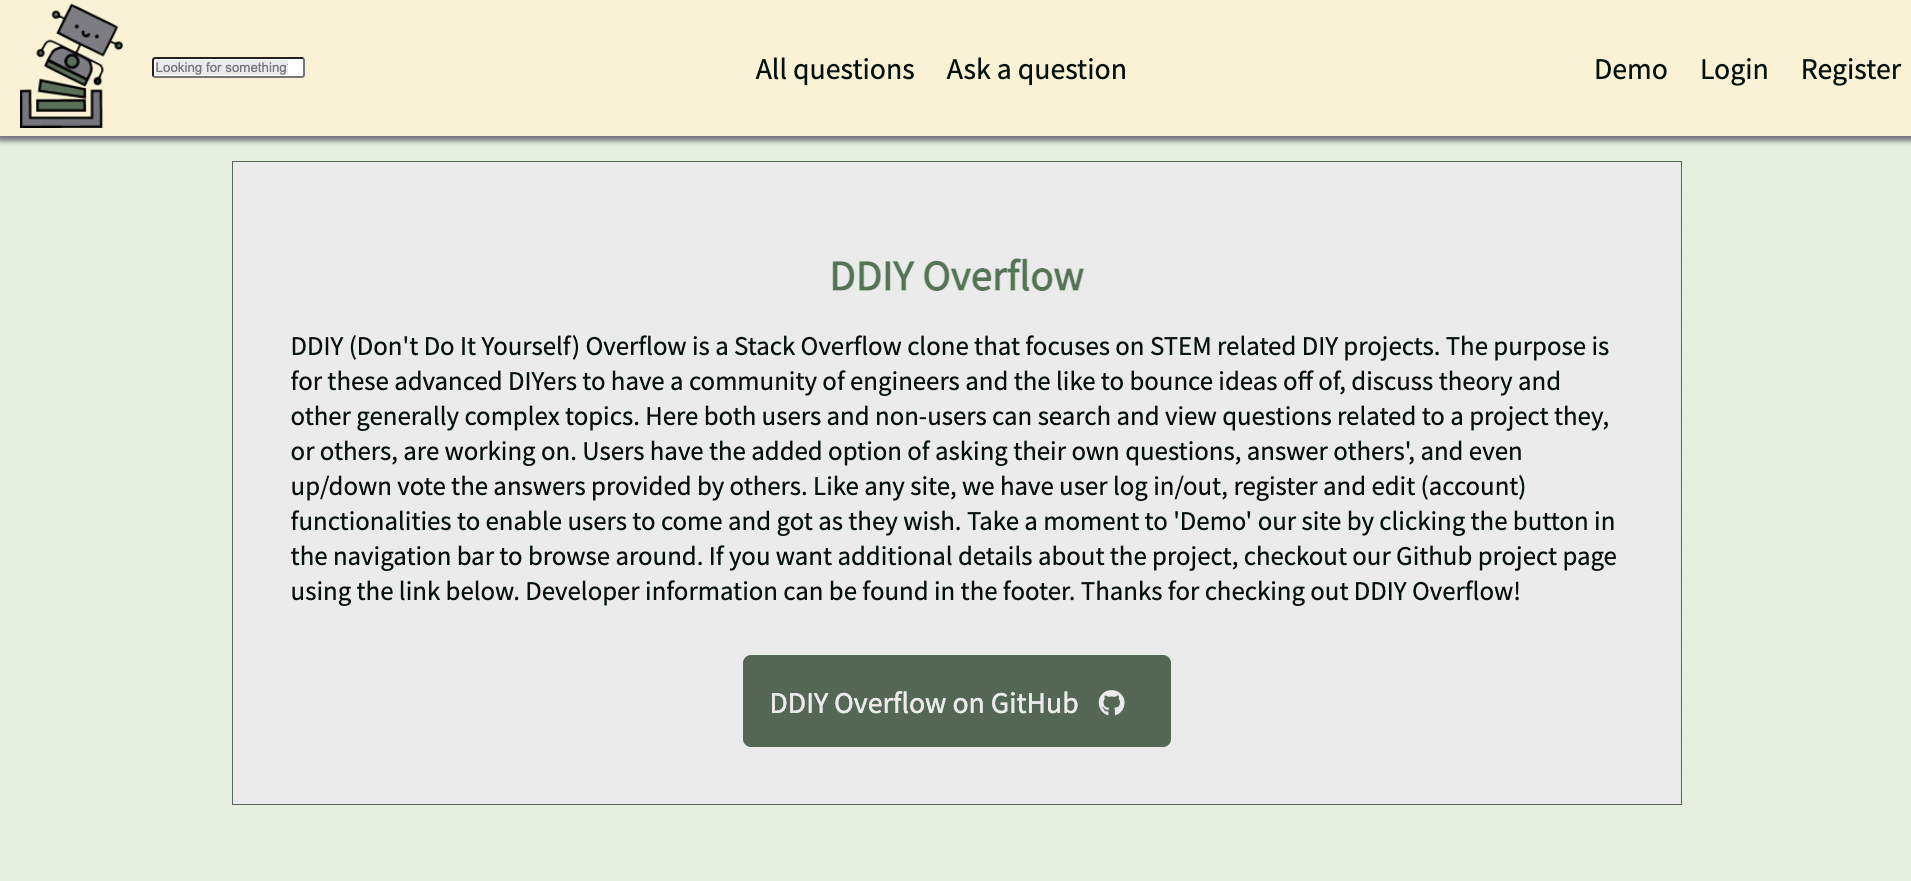 Looking for something
All questions
Ask a question
Demo
Login
Register
DDIY Overflow
DDIY (Don't Do It Yourself) Overflow is a Stack Overflow clone that focuses on STEM related DIY projects. The purpose is
for these advanced DIYers to have a community of engineers and the like to bounce ideas off of, discuss theory and
other generally complex topics. Here both users and non-users can search and view questions related to a project they,
or others, are working on. Users have the added option of asking their own questions, answer others', and even
up/down vote the answers provided by others. Like any site, we have user log in/out, register and edit (account)
functionalities to enable users to come and got as they wish. Take a moment to 'Demo' our site by clicking the button in
the navigation bar to browse around. If you want additional details about the project, checkout our Github project page
using the link below. Developer information can be found in the footer. Thanks for checking out DDIY Overflow!
DDIY Overflow on GitHub